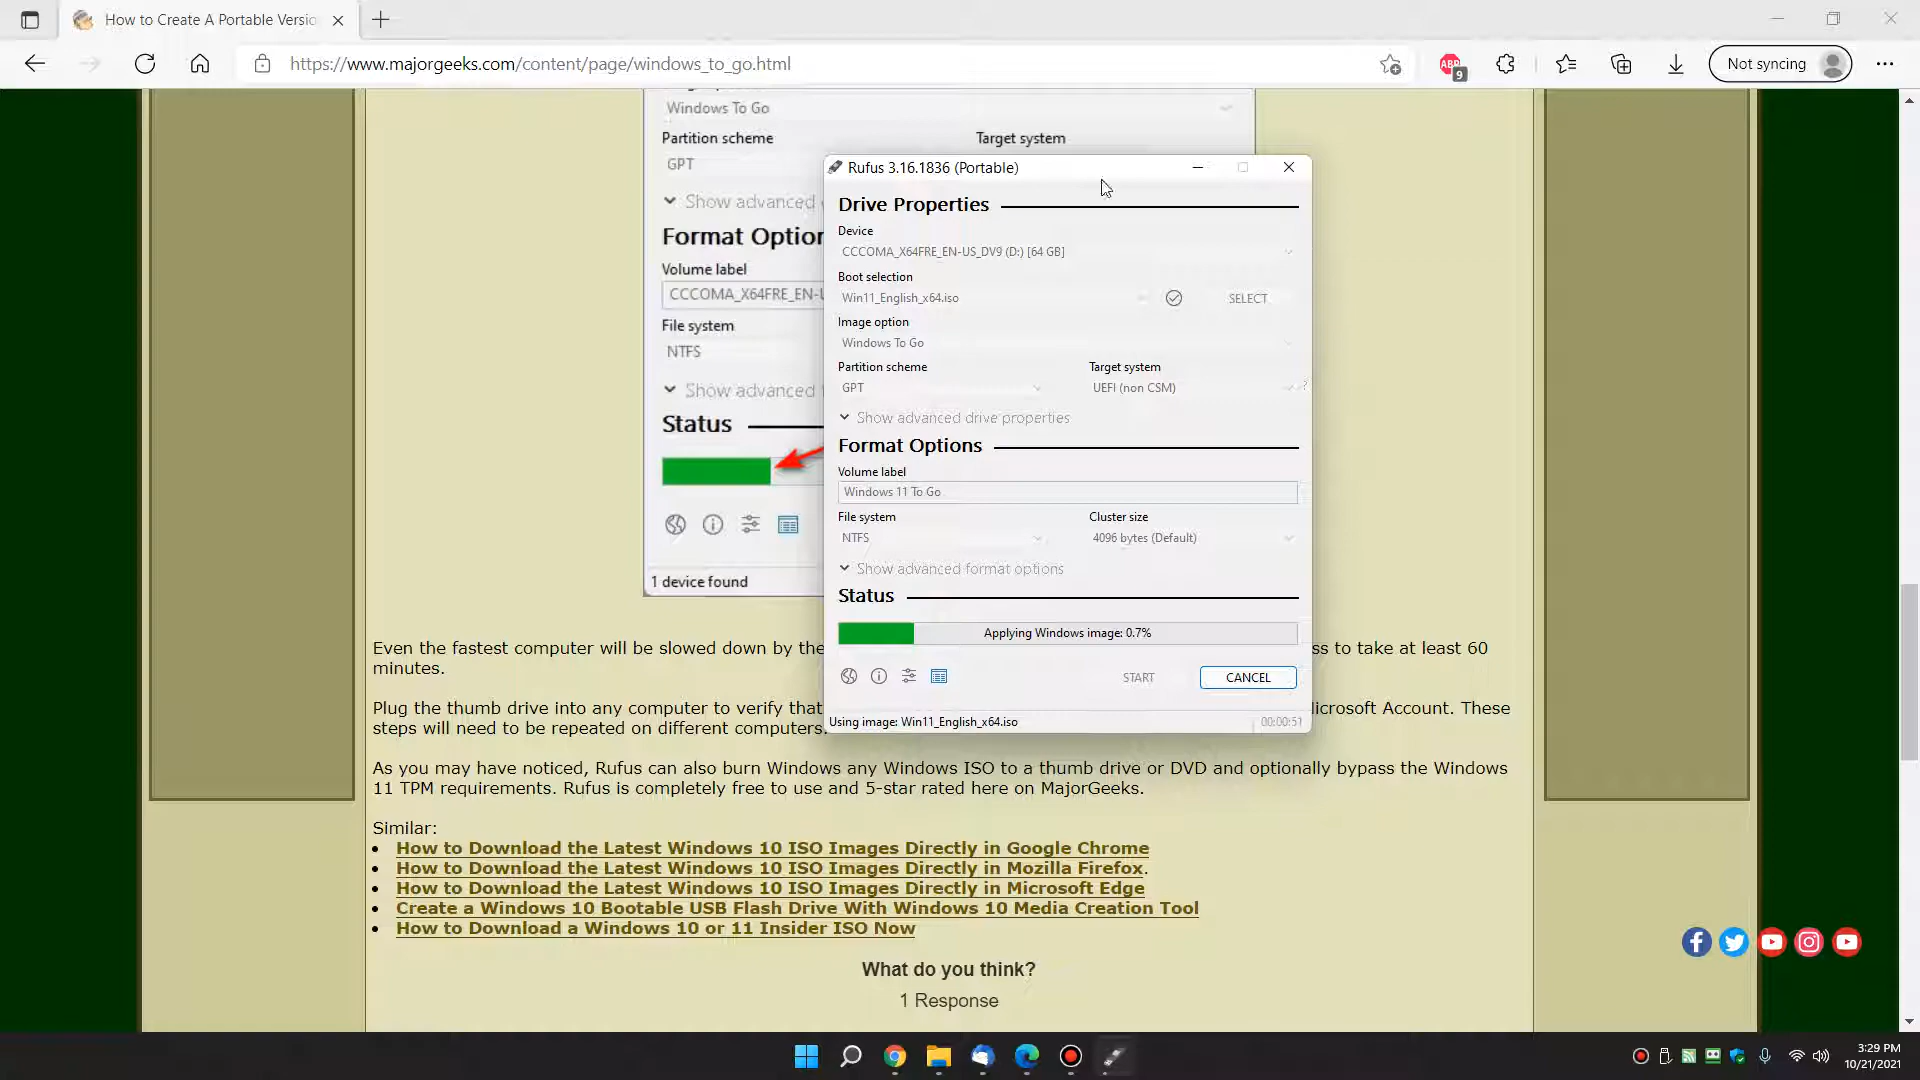 How to Create A Portable Versio
https://www.majorgeeks.com/content/page/windows_to_go.html
ABP
9
Not syncing
Windows To Go
Partition scheme
Target system
GPT
Show advanced
Format Option
Volume label
CCCOMA_X64FRE_EN-U
File system
NTFS
Show advanced f
Status
1 device found
Rufus 3.16.1836 (Portable)
Drive Properties
Device
CCCOMA_X64FRE_EN-US_DV9 (D:) [64 GB]
Boot selection
Win11_English_x64.iso
SELECT
Image option
Windows To Go
Partition scheme
Target system
GPT
UEFI (non CSM)
?
Show advanced drive properties
Format Options
Volume label
Windows 11 To Go
File system
Cluster size
NTFS
4096 bytes (Default)
Show advanced format options
Status
Applying Windows image: 0.7%
START
CANCEL
Using image: Win11_English_x64.iso
00:00:51
Even the fastest computer will be slowed down by the
ss to take at least 60
minutes.
Plug the thumb drive into any computer to verify that
icrosoft Account. These
steps will need to be repeated on different computers.
As you may have noticed, Rufus can also burn Windows any Windows ISO to a thumb drive or DVD and optionally bypass the Windows
11 TPM requirements. Rufus is completely free to use and 5-star rated here on MajorGeeks.
Similar:
• How to Download the Latest Windows 10 ISO Images Directly in Google Chrome
• How to Download the Latest Windows 10 ISO Images Directly in Mozilla Firefox.
• How to Download the Latest Windows 10 ISO Images Directly in Microsoft Edge
• Create a Windows 10 Bootable USB Flash Drive With Windows 10 Media Creation Tool
• How to Download a Windows 10 or 11 Insider ISO Now
What do you think?
1 Response
3:29 PM
10/21/2021